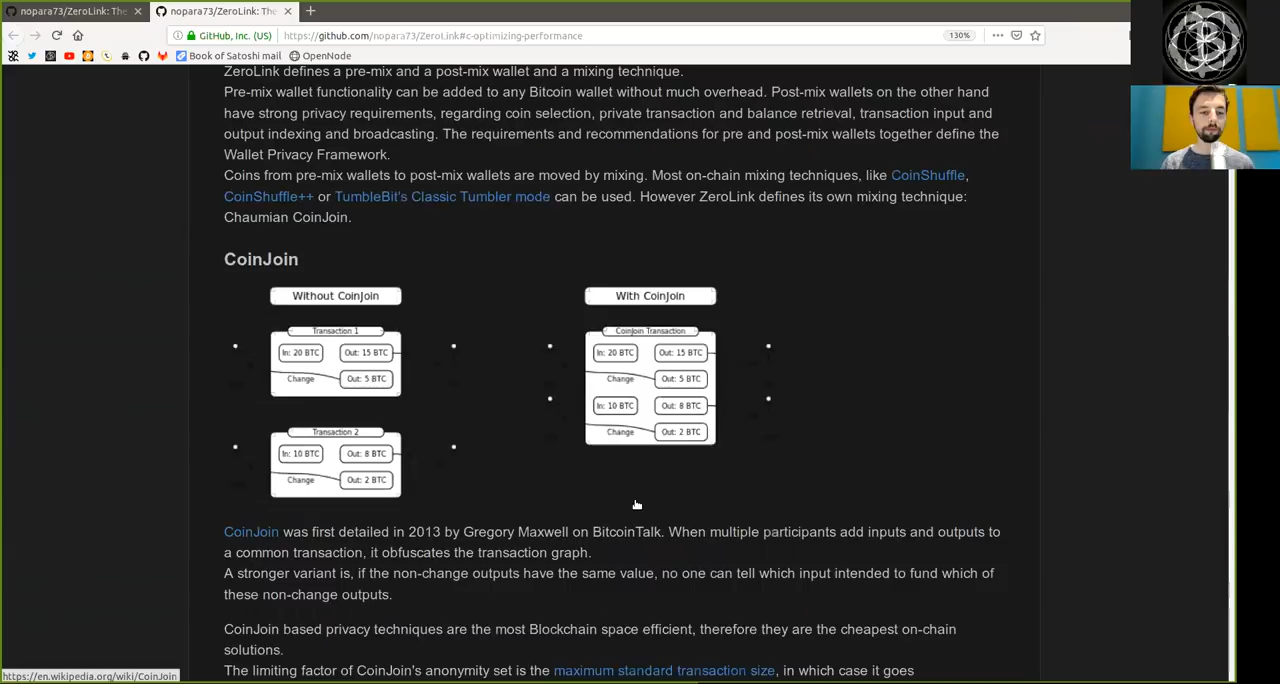 nopara73/ZeroLink: The
nopara73/ZeroLink: The
GitHub, Inc. (US)
https://github.com/nopara73/ZeroLink#c-optimizing-performance
130%
Book of Satoshi mail
OpenNode
ZeroLink defines a pre-mix and a post-mix wallet and a mixing technique.
Pre-mix wallet functionality can be added to any Bitcoin wallet without much overhead. Post-mix wallets on the other hand
have strong privacy requirements, regarding coin selection, private transaction and balance retrieval, transaction input and
output indexing and broadcasting. The requirements and recommendations for pre and post-mix wallets together define the
Wallet Privacy Framework.
Coins from pre-mix wallets to post-mix wallets are moved by mixing. Most on-chain mixing techniques, like CoinShuffle,
CoinShuffle++ or TumbleBit's Classic Tumbler mode can be used. However ZeroLink defines its own mixing technique:
Chaumian CoinJoin.
CoinJoin
Without CoinJoin
Transaction 1
In: 20 BTC Out: 15 BTC
Change Out: 5 BTC
Transaction 2
In: 10 BTC Out: 8 BTC
Change Out: 2 BTC
With CoinJoin
CoinJoin Transaction
In: 20 BTC Out: 15 BTC
Change Out: 5 BTC
In: 10 BTC Out: 8 BTC
Change Out: 2 BTC
CoinJoin was first detailed in 2013 by Gregory Maxwell on BitcoinTalk. When multiple participants add inputs and outputs to
a common transaction, it obfuscates the transaction graph.
A stronger variant is, if the non-change outputs have the same value, no one can tell which input intended to fund which of
these non-change outputs.
CoinJoin based privacy techniques are the most Blockchain space efficient, therefore they are the cheapest on-chain
solutions.
The limiting factor of CoinJoin's anonymity set is the maximum standard transaction size, in which case it goes
https://en.wikipedia.org/wiki/CoinJoin